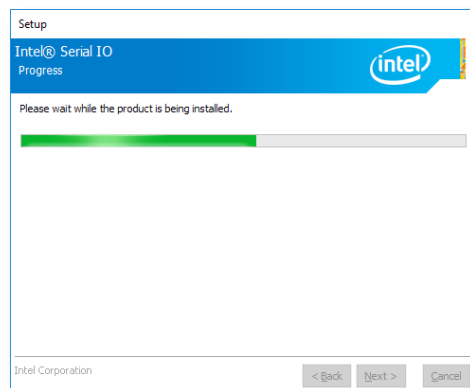 Setup
Intel® Serial IO
Progress
intel
Please wait while the product is being installed.
Intel Corporation
< Back
Next >
Cancel